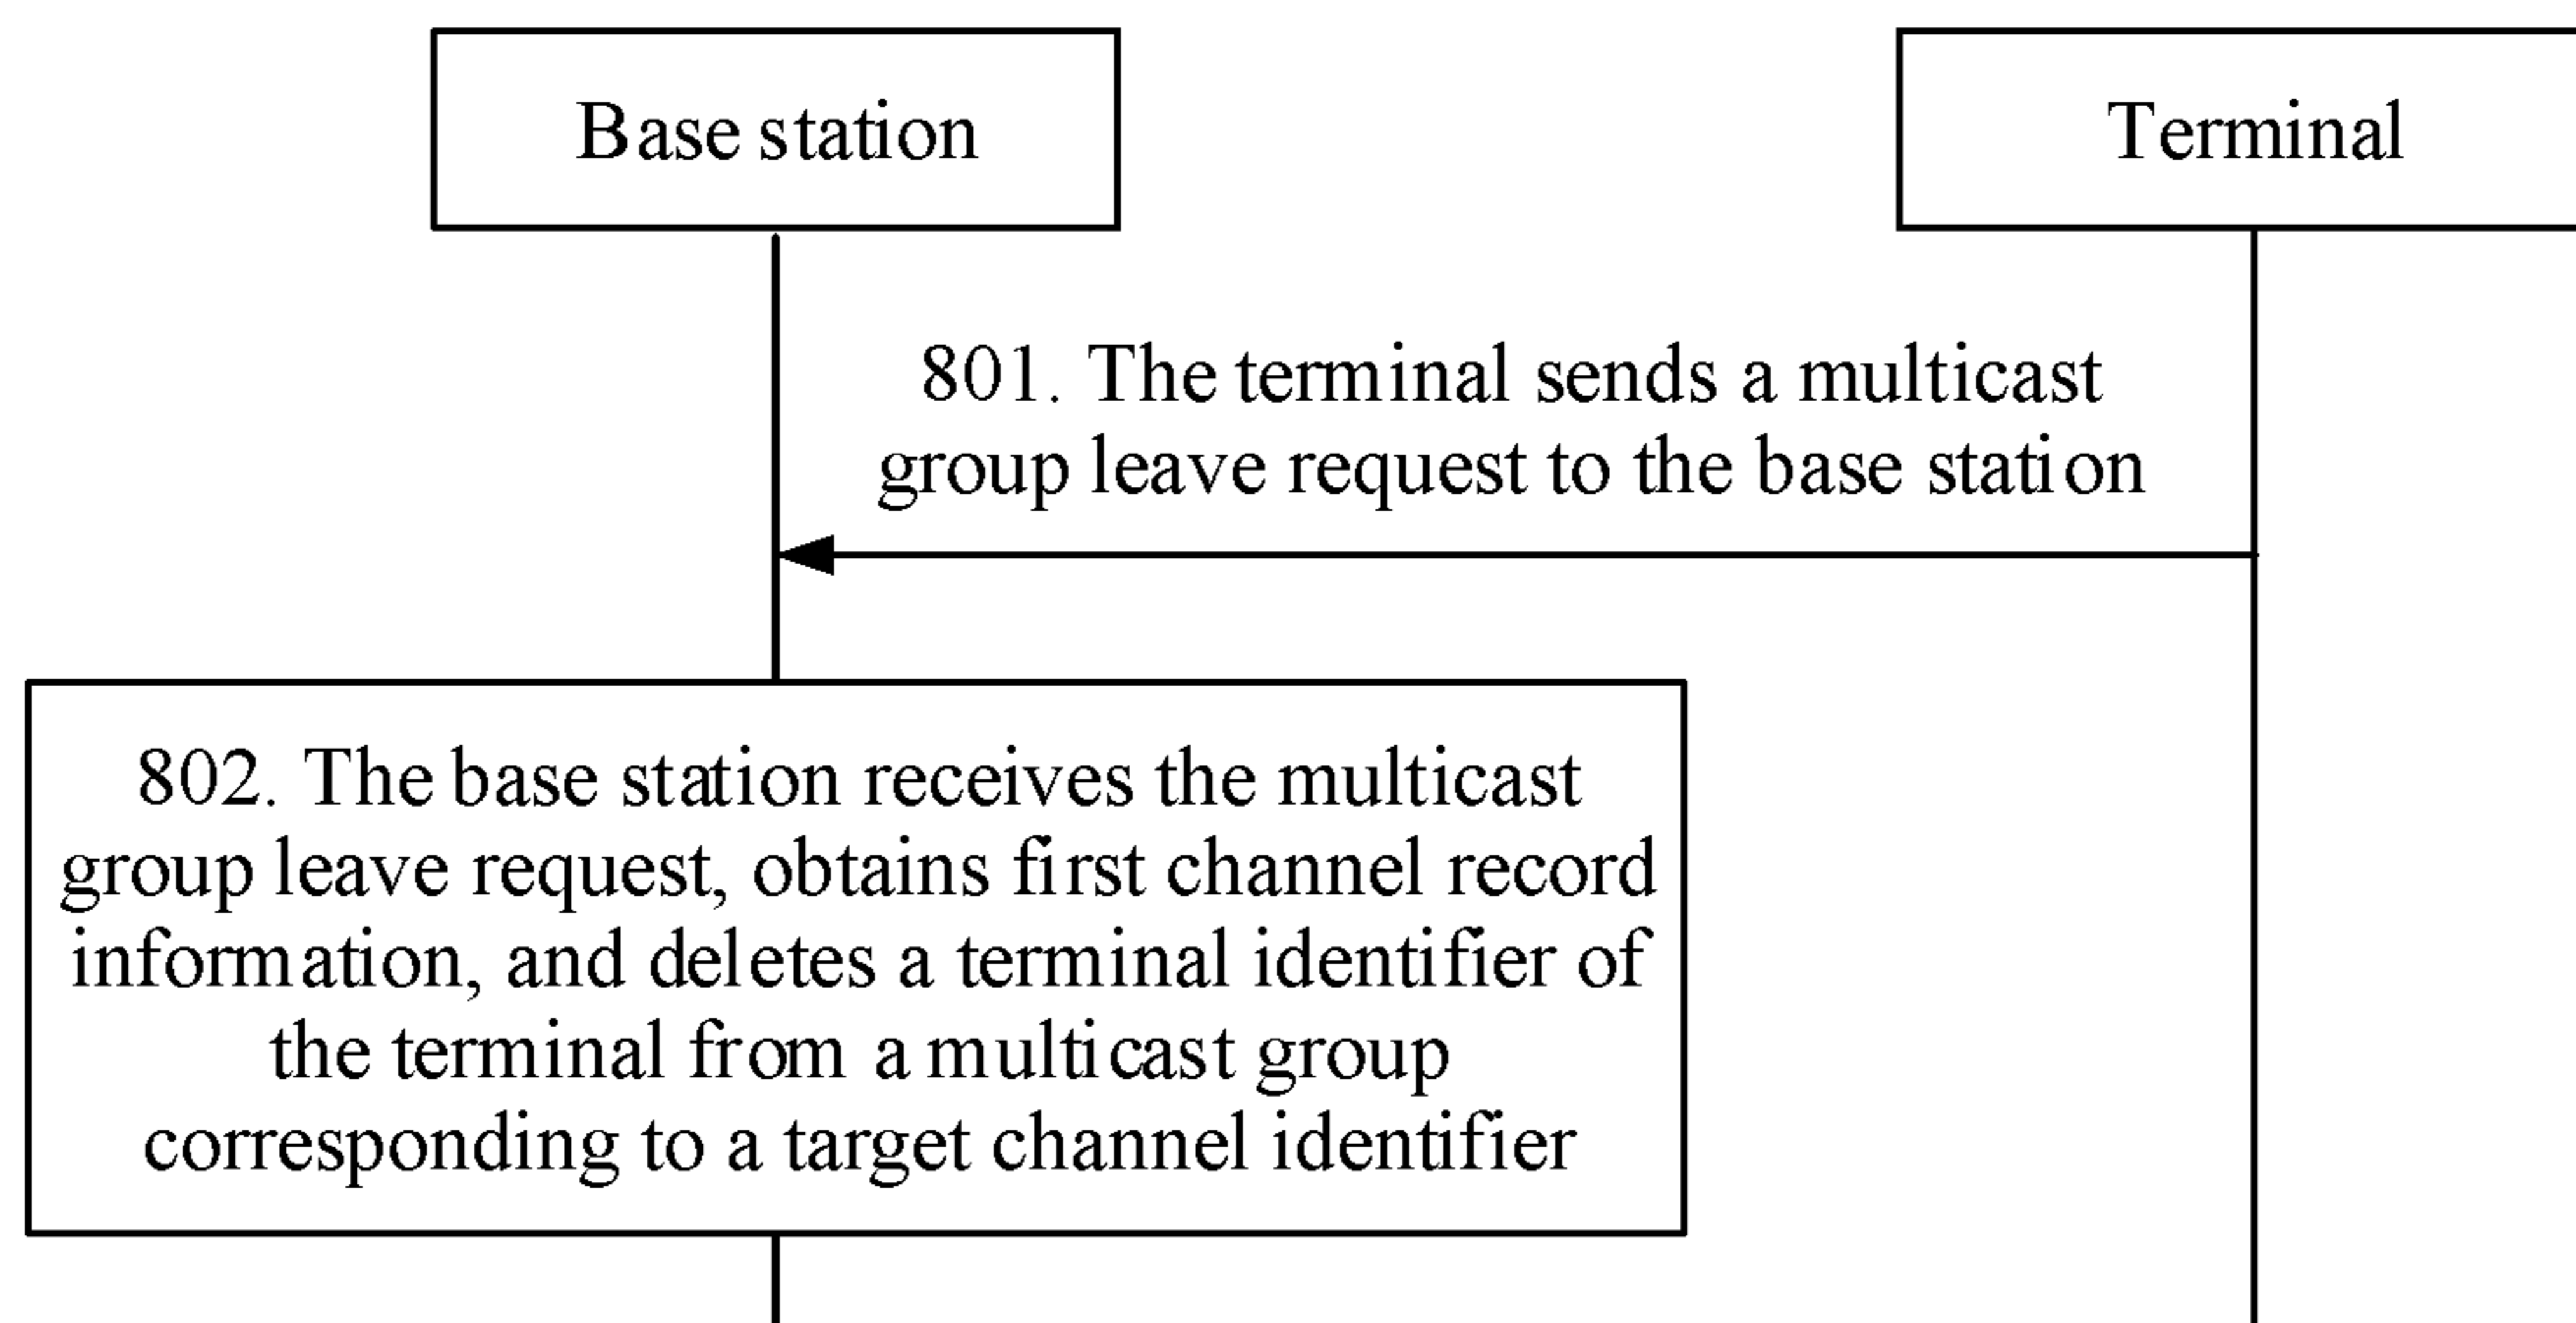 Base station
Terminal
801. The terminal sends a multicast
group leave request to the base station
802. The base station receives the multicast
group leave request, obtains first channel record
information, and deletes a terminal identifier of
the terminal from a multicast group
corresponding to a target channel identifier